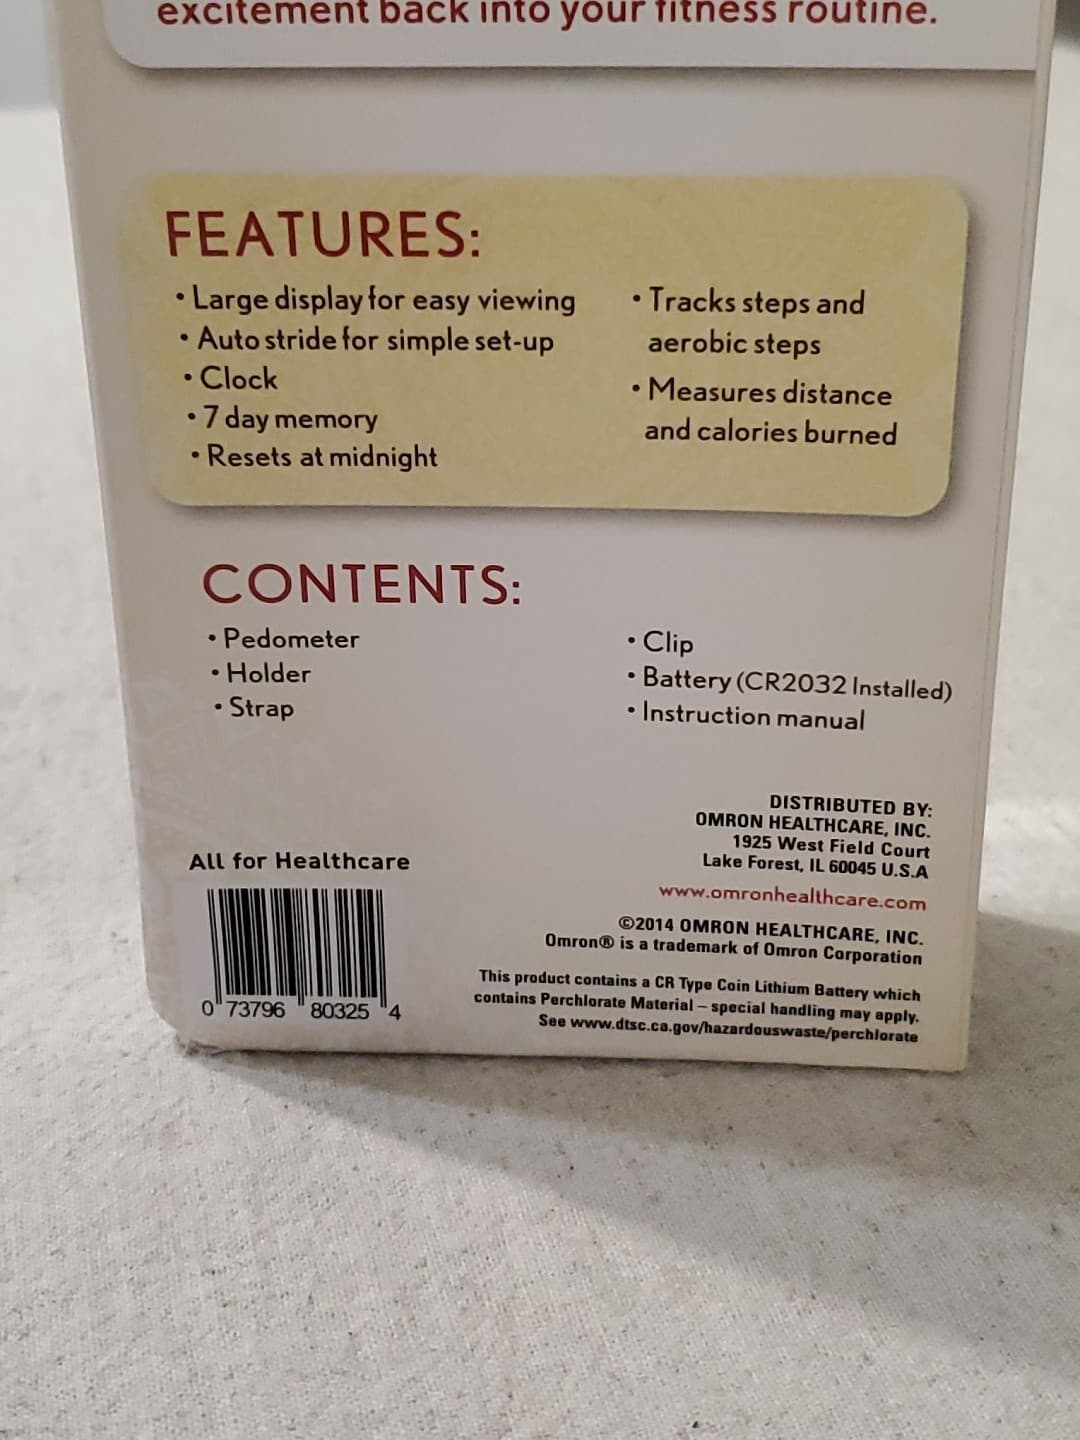 excitement back into your fitness routine.
FEATURES:
• Large display for easy viewing
• Auto stride for simple set-up
• Clock
• 7 day memory
• Resets at midnight
• Tracks steps and
aerobic steps
• Measures distance
and calories burned
CONTENTS:
• Pedometer
• Holder
• Strap
• Clip
• Battery (CR2032 Installed)
• Instruction manual
DISTRIBUTED BY:
OMRON HEALTHCARE, INC.
1925 West Field Court
Lake Forest, IL 60045 U.S.A
www.omronhealthcare.com
©2014 OMRON HEALTHCARE, INC.
Omron® is a trademark of Omron Corporation
This product contains a CR Type Coin Lithium Battery which
contains Perchlorate Material – special handling may apply.
See www.dtsc.ca.gov/hazardouswaste/perchlorate
All for Healthcare
0 73796 80325 4